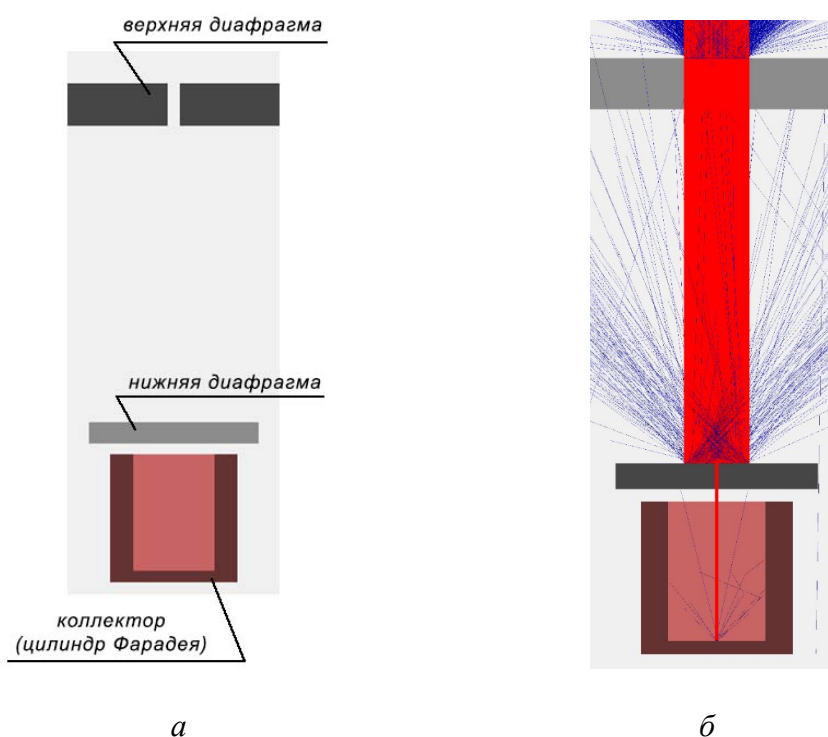 верхняя диафрагма
нижняя диафрагма
коллектор
(цилиндр Фарадея)
а
б